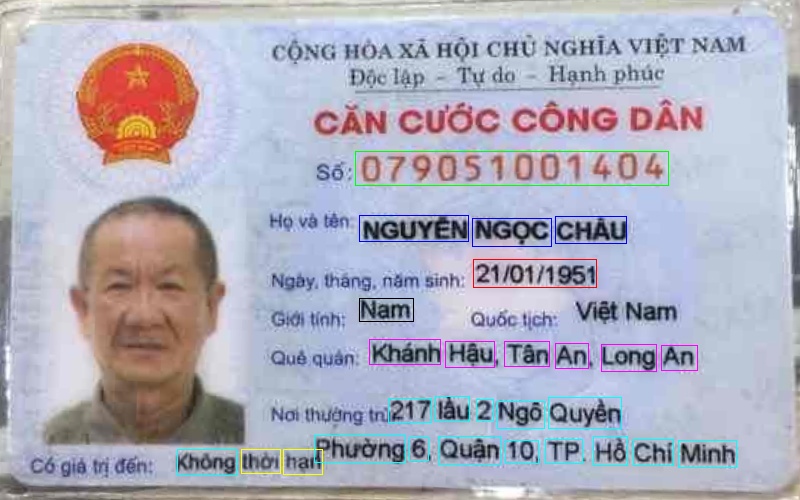 CỘNG HÒA XÃ HỘI CHỦ NGHĨA VIỆT NAM
Độc lập - Tự do - Hạnh phúc
CĂN CƯỚC CÔNG DÂN
Số: 079051001404
Họ và tên: NGUYỄN NGỌC CHÂU
Ngày, tháng, năm sinh: 21/01/1951
Giới tính: Nam Quốc tịch: Việt Nam
Quê quán: Khánh Hậu, Tân An, Long An
Nơi thường trú: 217 lầu 2 Ngô Quyền
Phường 6, Quận 10, TP. Hồ Chí Minh
Có giá trị đến: Không thời hạn